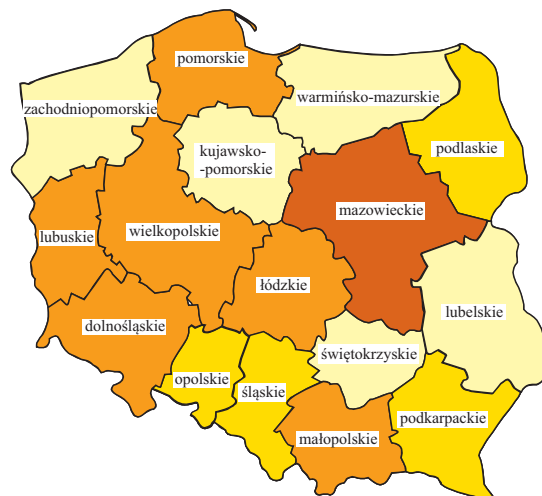 pomorskie
zachodniopomorskie
warmińsko-mazurskie
kujawsko-
-pomorskie
podlaskie
mazowieckie
lubuskie
wielkopolskie
łódzkie
lubelskie
dolnośląskie
świętokrzyskie
opolskie
śląskie
podkarpackie
małopolskie